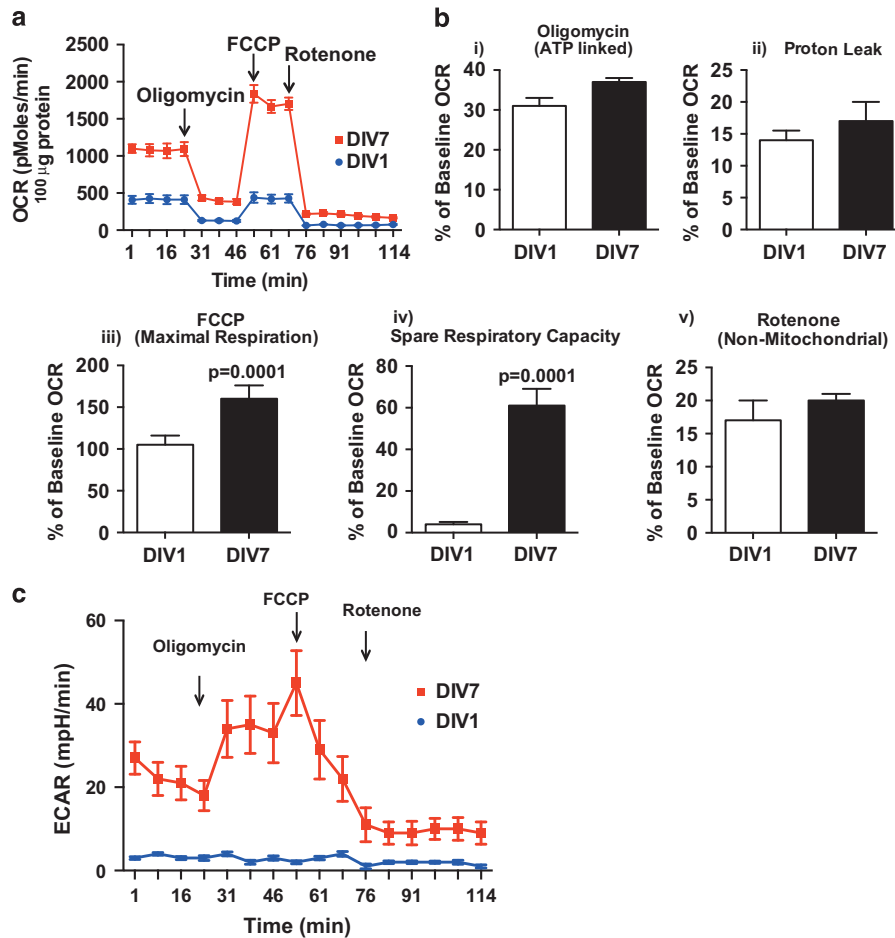 a
FCCP
Rotenone
Oligomycin
OCR (pMoles/min)
100 µg protein
2500
2000
1500
1000
500
0
DIV7
DIV1
1 16 31 46 61 76 91 114
Time (min)
b
i)
Oligomycin
(ATP linked)
% of Baseline OCR
40
30
20
10
0
DIV1 DIV7
ii)
Proton Leak
% of Baseline OCR
25
20
15
10
5
0
DIV1 DIV7
iii)
FCCP
(Maximal Respiration)
% of Baseline OCR
200
150
100
50
0
p=0.0001
DIV1 DIV7
iv)
Spare Respiratory Capacity
% of Baseline OCR
80
60
40
20
0
p=0.0001
DIV1 DIV7
v)
Rotenone
(Non-Mitochondrial)
% of Baseline OCR
25
20
15
10
5
0
DIV1 DIV7
c
FCCP
Rotenone
Oligomycin
ECAR (mpH/min)
60
40
20
0
DIV7
DIV1
1 16 31 46 61 76 91 114
Time (min)